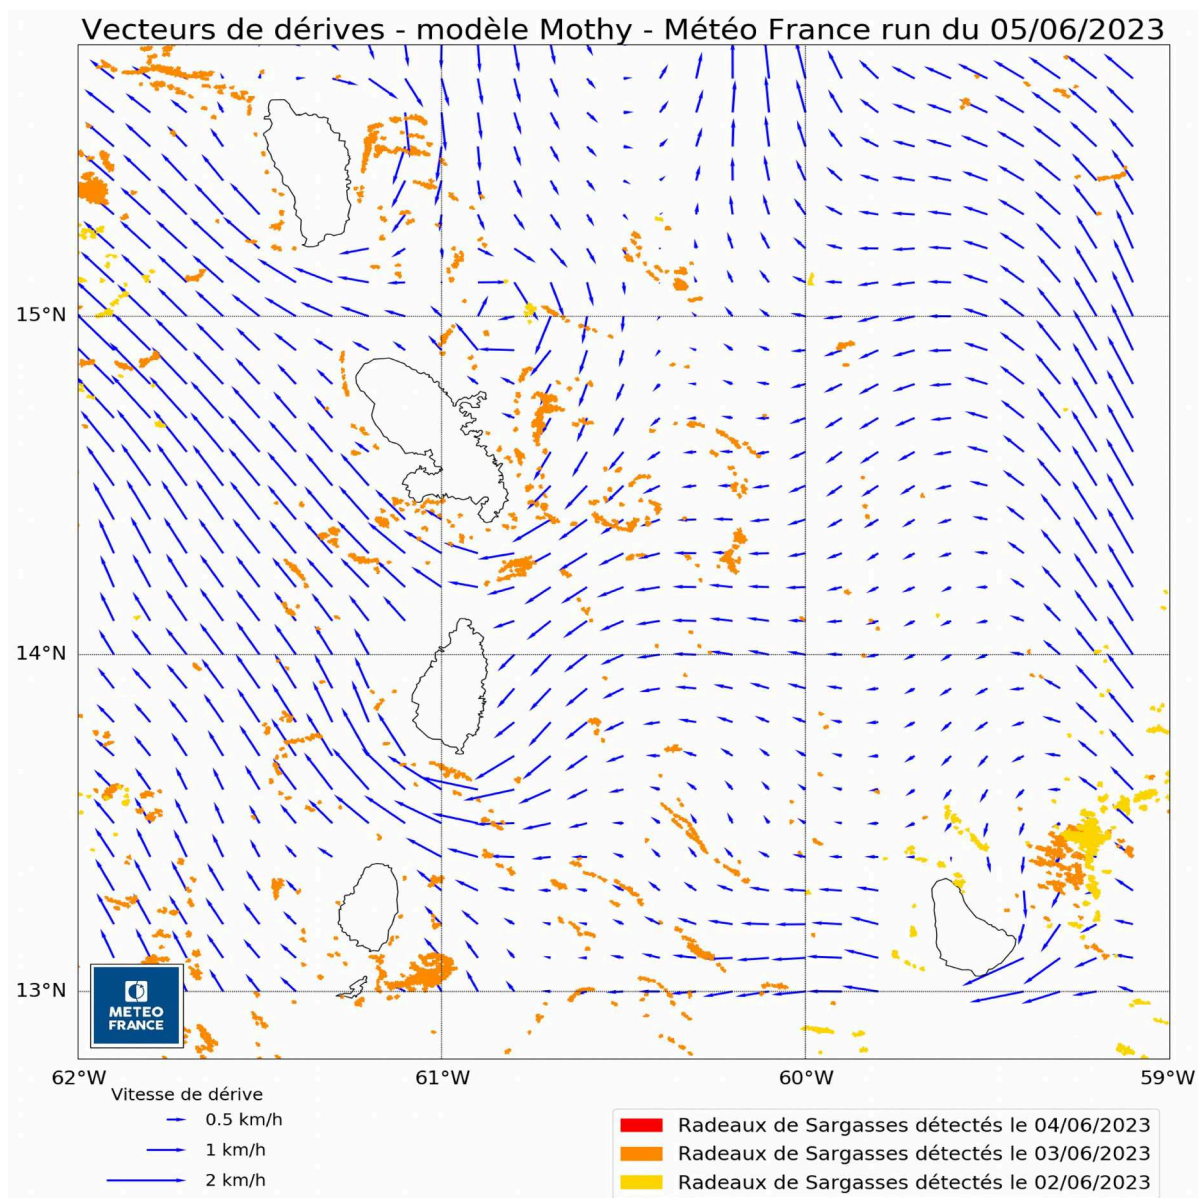 Vecteurs de dérives - modèle Mothy - Météo France run du 05/06/2023
15°N
14°N
13°N
METEO
FRANCE
62°W
61°W
60°W
59°W
Vitesse de dérive
0.5 km/h
1 km/h
2 km/h
Radeaux de Sargasses détectés le 04/06/2023
Radeaux de Sargasses détectés le 03/06/2023
Radeaux de Sargasses détectés le 02/06/2023